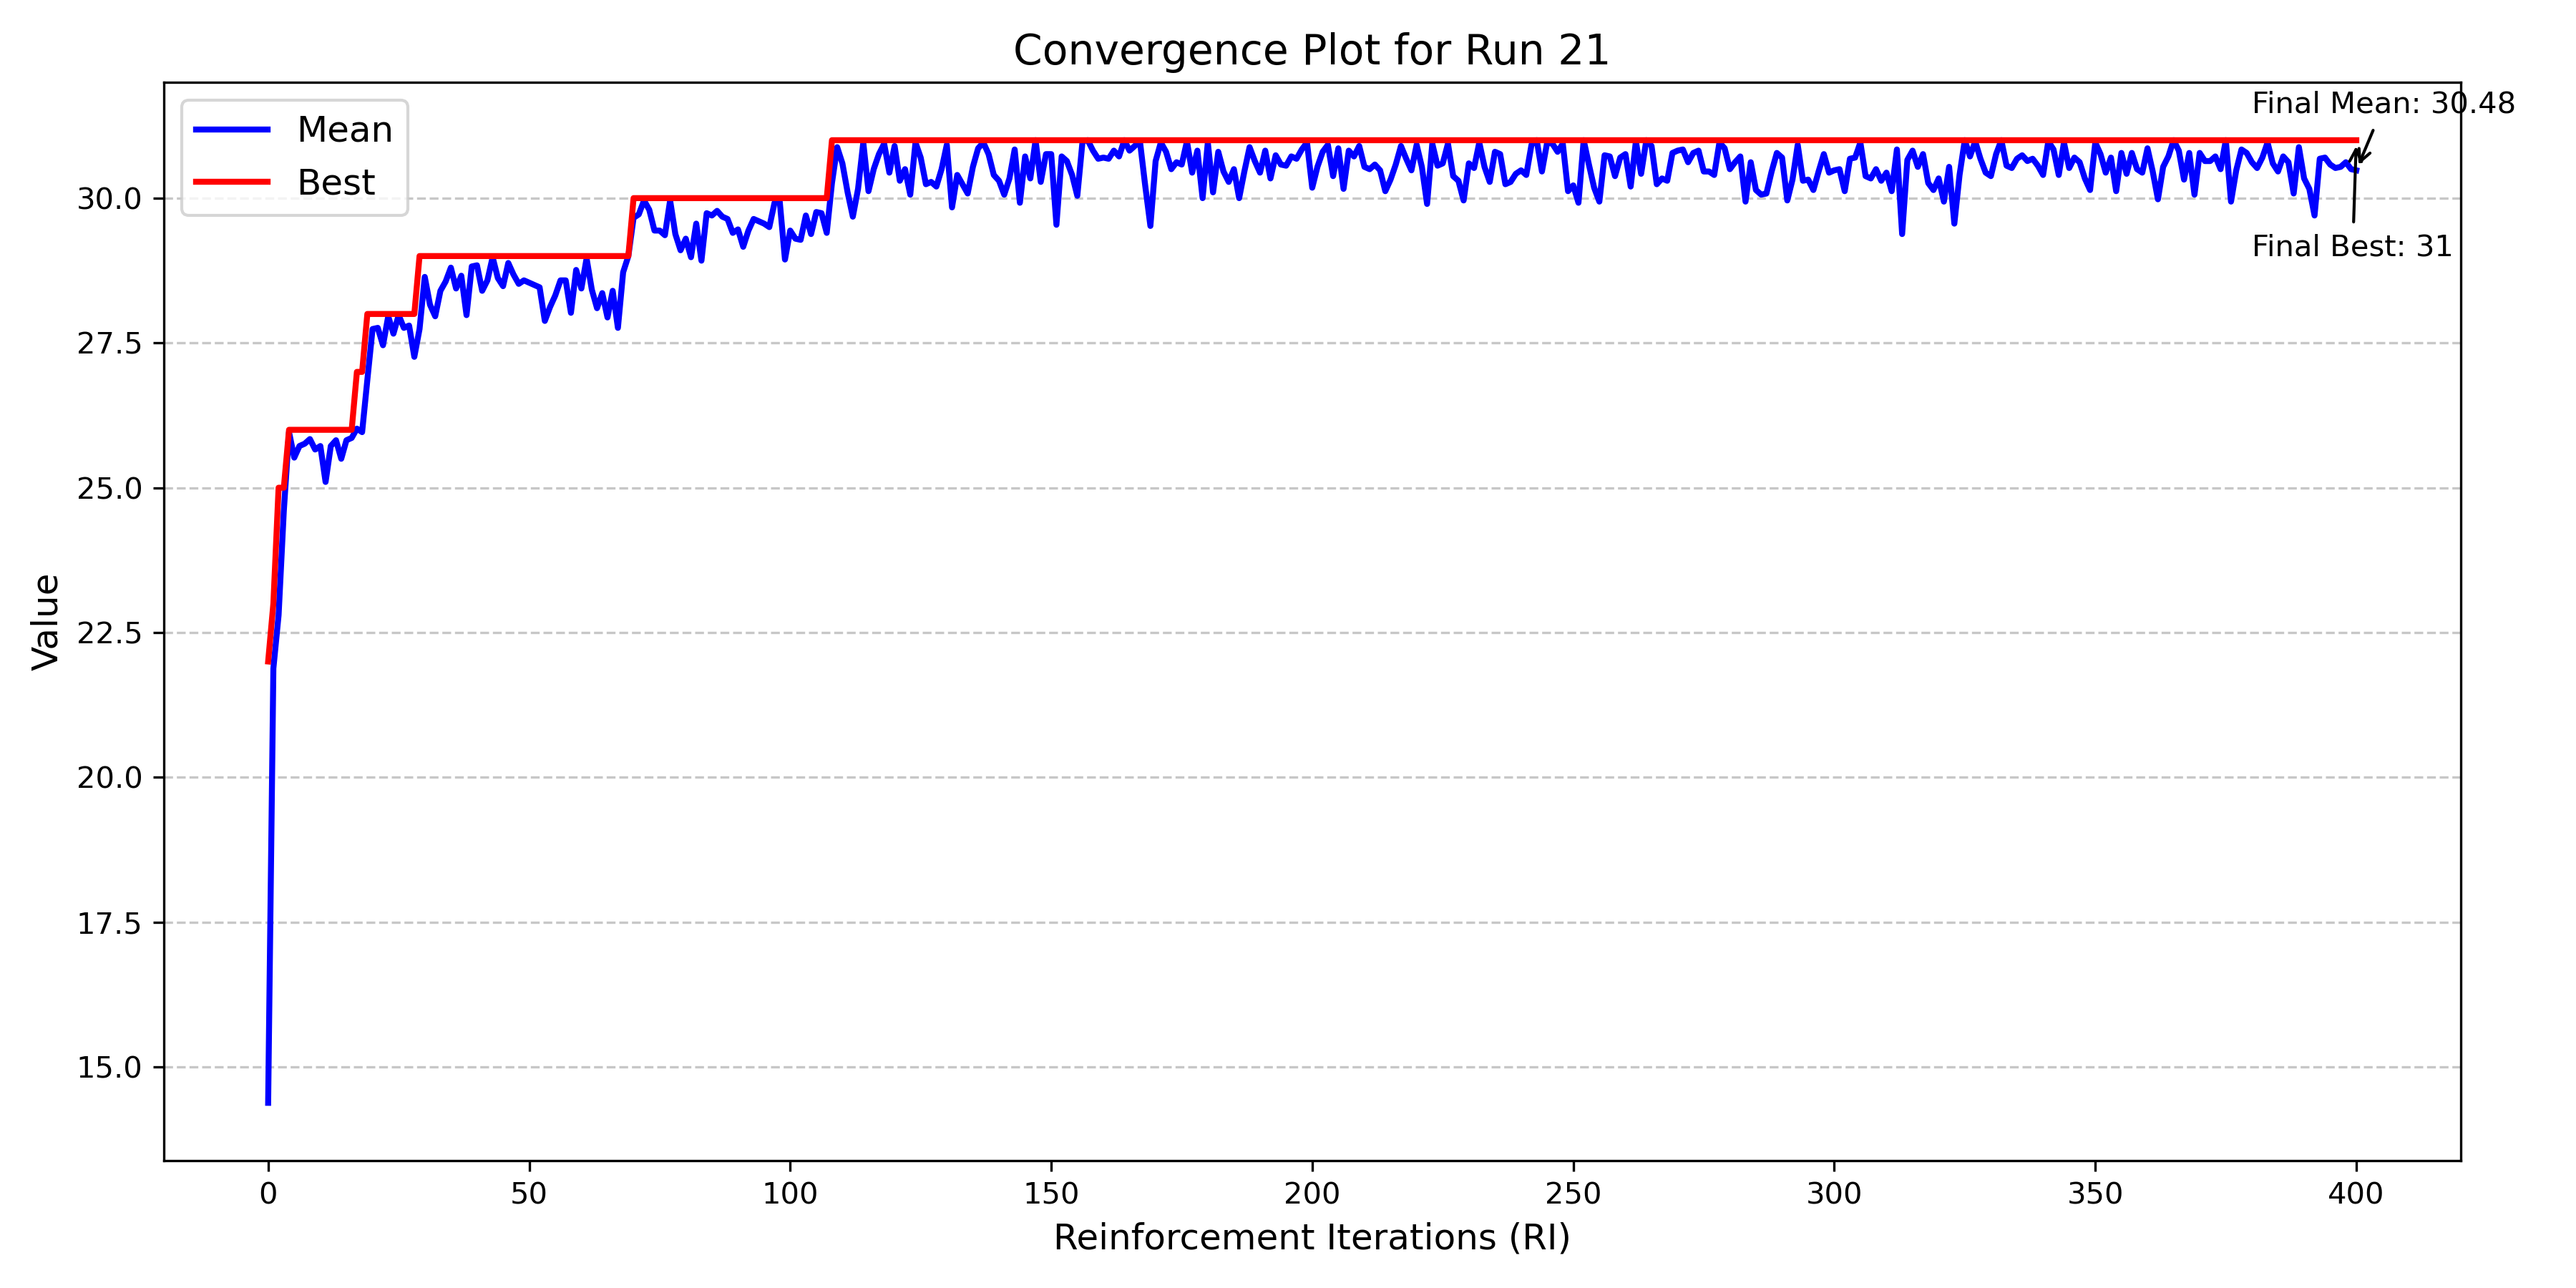 Convergence Plot for Run 21
Mean
Best
Final Mean: 30.48
Final Best: 31
30.0
27.5
25.0
22.5
20.0
17.5
15.0
Value
0 50 100 150 200 250 300 350 400
Reinforcement Iterations (RI)